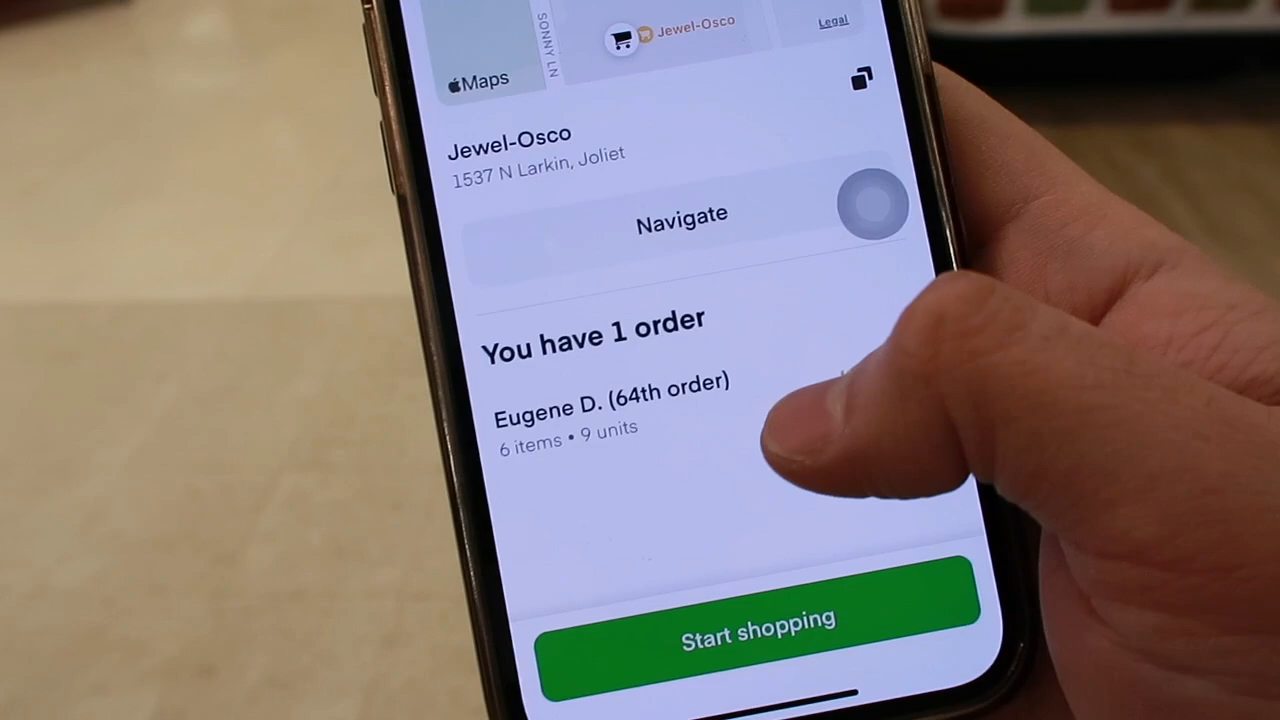 SONNY LN
Jewel-Osco
Legal
Maps
Jewel-Osco
1537 N Larkin, Joliet
Navigate
You have 1 order
Eugene D. (64th order)
6 items • 9 units
Start shopping